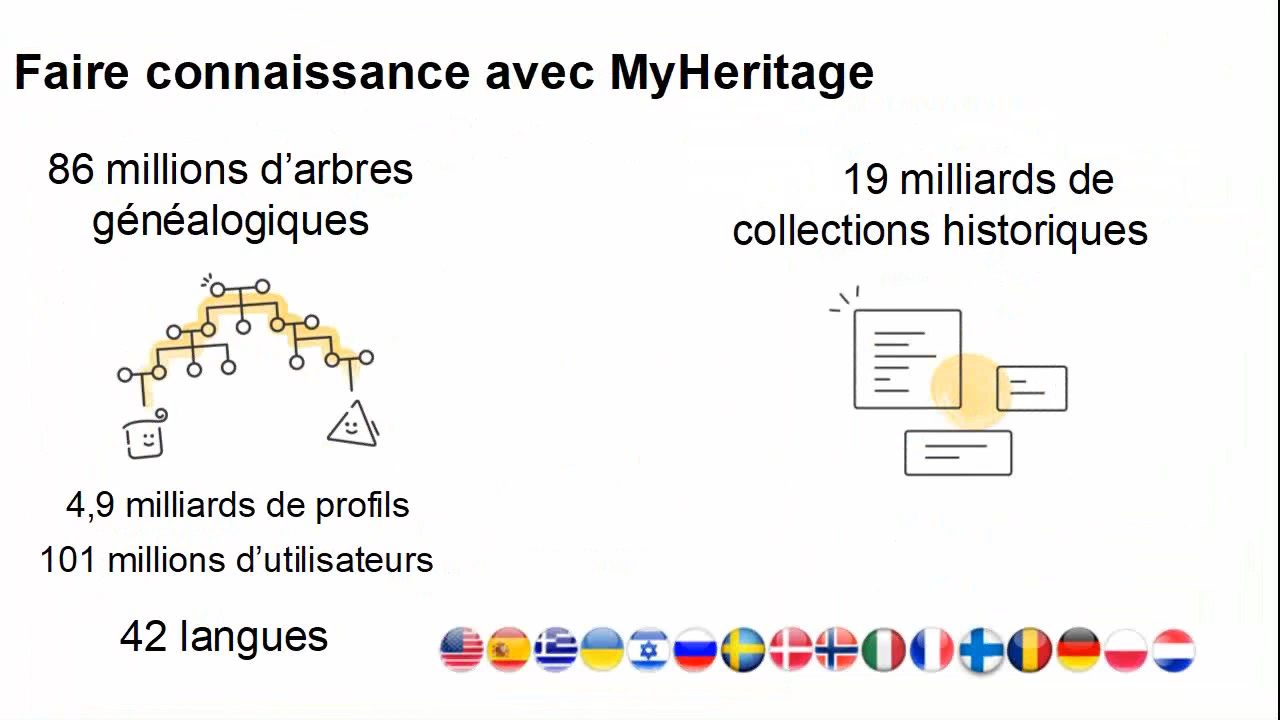 Faire connaissance avec MyHeritage
86 millions d’arbres
généalogiques
4,9 milliards de profils
101 millions d’utilisateurs
42 langues
19 milliards de
collections historiques